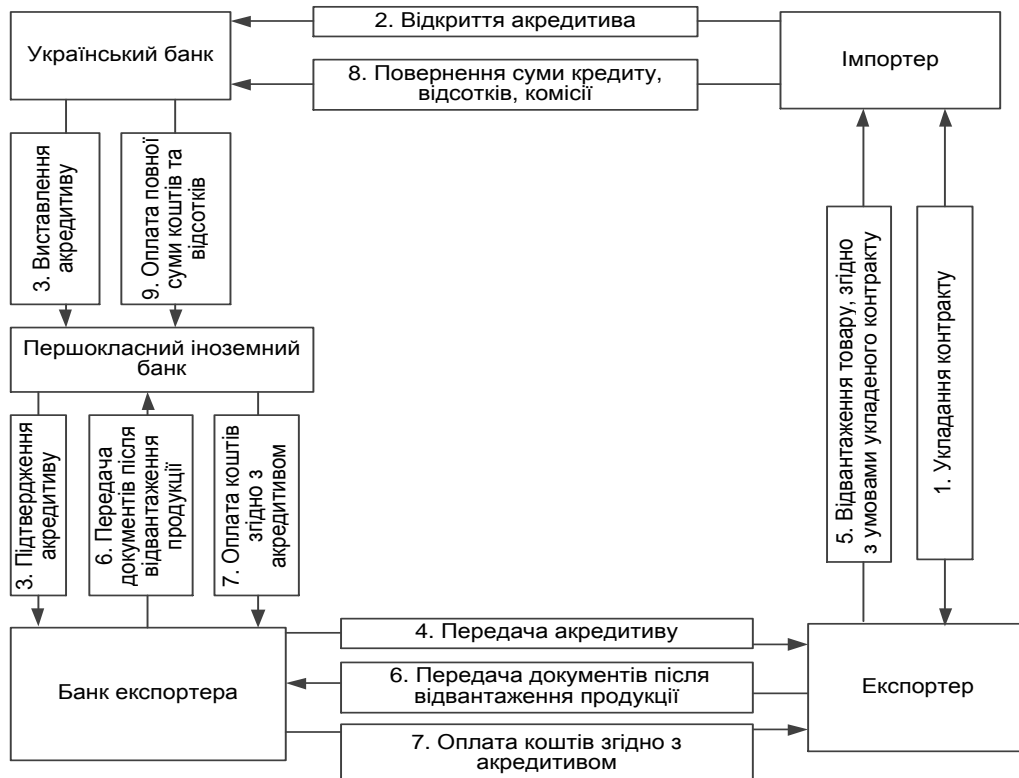 2. Відкриття акредитива
Український банк
Імпортер
8. Повернення суми кредиту,
відсотків, комісії
3. Виставлення
акредитиву
9. Оплата повної
суми коштів та
відсотків
5. Відвантаження товару, згідно
з умовами укладеного контракту
1. Укладання контракту
Першокласний іноземний
банк
3. Підтвердження
акредитиву
6. Передача
документів після
відвантаження
продукції
7. Оплата коштів
згідно з
акредитивом
4. Передача акредитиву
Банк експортера
6. Передача документів після
відвантаження продукції
Експортер
7. Оплата коштів згідно з
акредитивом